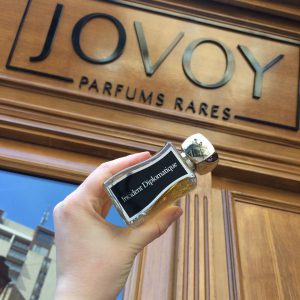 JOVOY
PARFUMS RARES
Incident Diplomatique